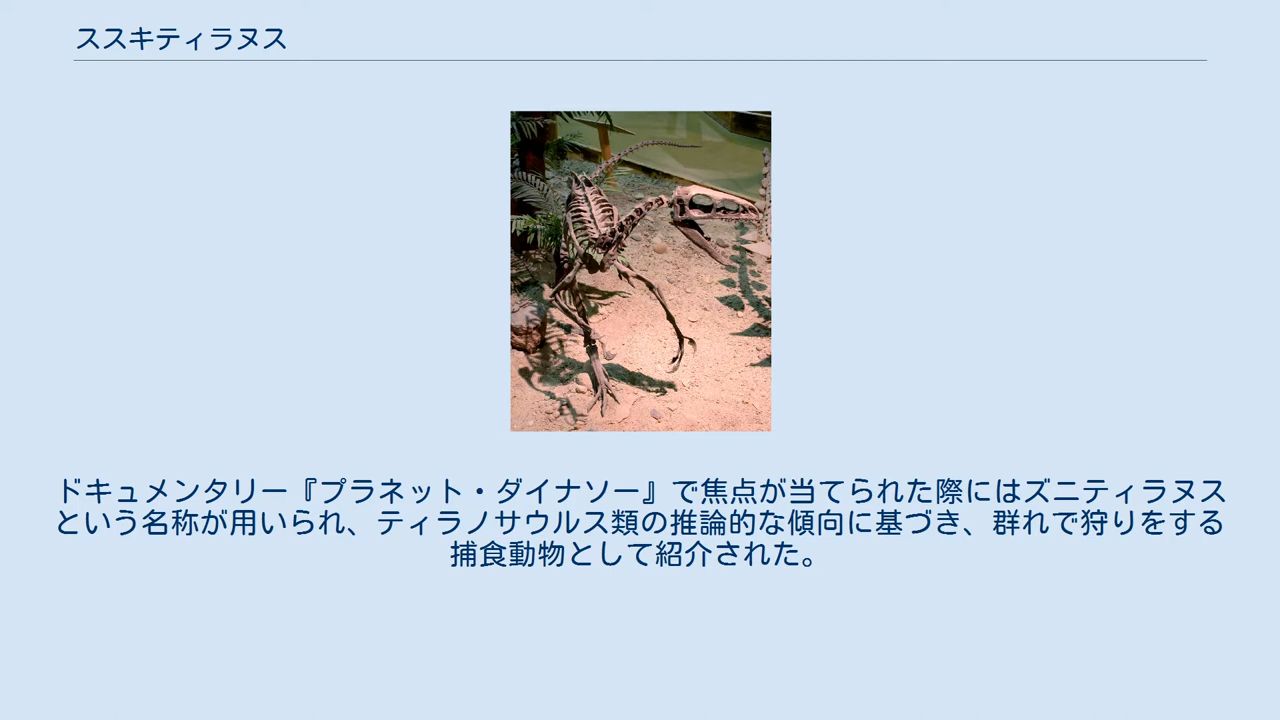 ススキティラヌス
ドキュメンタリー『プラネット・ダイナソー』で焦点が当てられた際にはズニティラヌス
という名称が用いられ、ティラノサウルス類の推論的な傾向に基づき、群れで狩りをする
捕食動物として紹介された。